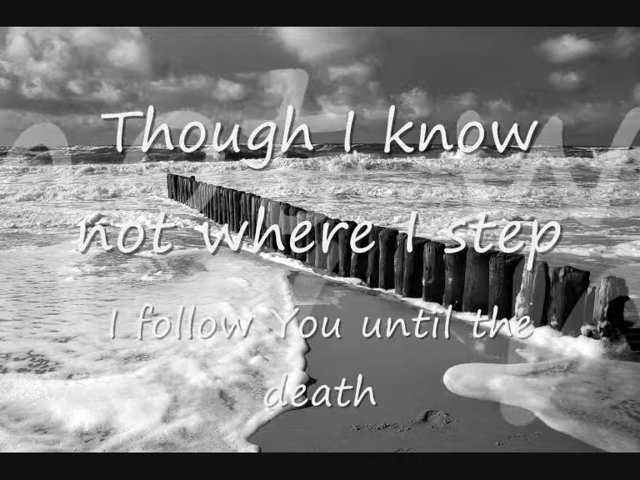 Though I know
not where I step
I follow You until the
death